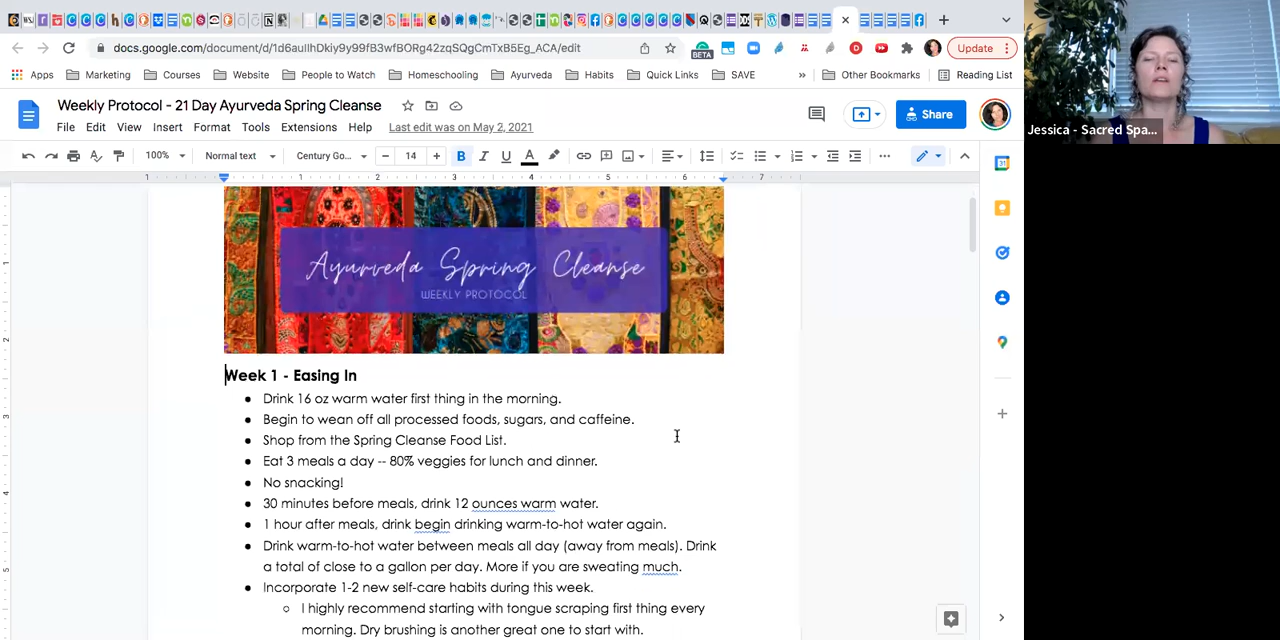 docs.google.com/document/d/1d6aullhDkiy9y99fB3wfBORg42zqSQgCmTxB5Eg_ACA/edit
BETA
Update
Apps
Marketing
Courses
Website
People to Watch
Homeschooling
Ayurveda
Habits
Quick Links
SAVE
»
Other Bookmarks
Reading List
Weekly Protocol - 21 Day Ayurveda Spring Cleanse
File Edit View Insert Format Tools Extensions Help Last edit was on May 2, 2021
Share
100% Normal text Century Go... 14 B I U A
1 2 3 4 5 6 7
Ayurveda Spring Cleanse
WEEKLY PROTOCOL
Week 1 - Easing In
● Drink 16 oz warm water first thing in the morning.
● Begin to wean off all processed foods, sugars, and caffeine.
● Shop from the Spring Cleanse Food List.
● Eat 3 meals a day -- 80% veggies for lunch and dinner.
● No snacking!
● 30 minutes before meals, drink 12 ounces warm water.
● 1 hour after meals, drink begin drinking warm-to-hot water again.
● Drink warm-to-hot water between meals all day (away from meals). Drink
a total of close to a gallon per day. More if you are sweating much.
● Incorporate 1-2 new self-care habits during this week.
○ I highly recommend starting with tongue scraping first thing every
morning. Dry brushing is another great one to start with.
Jessica - Sacred Spa...